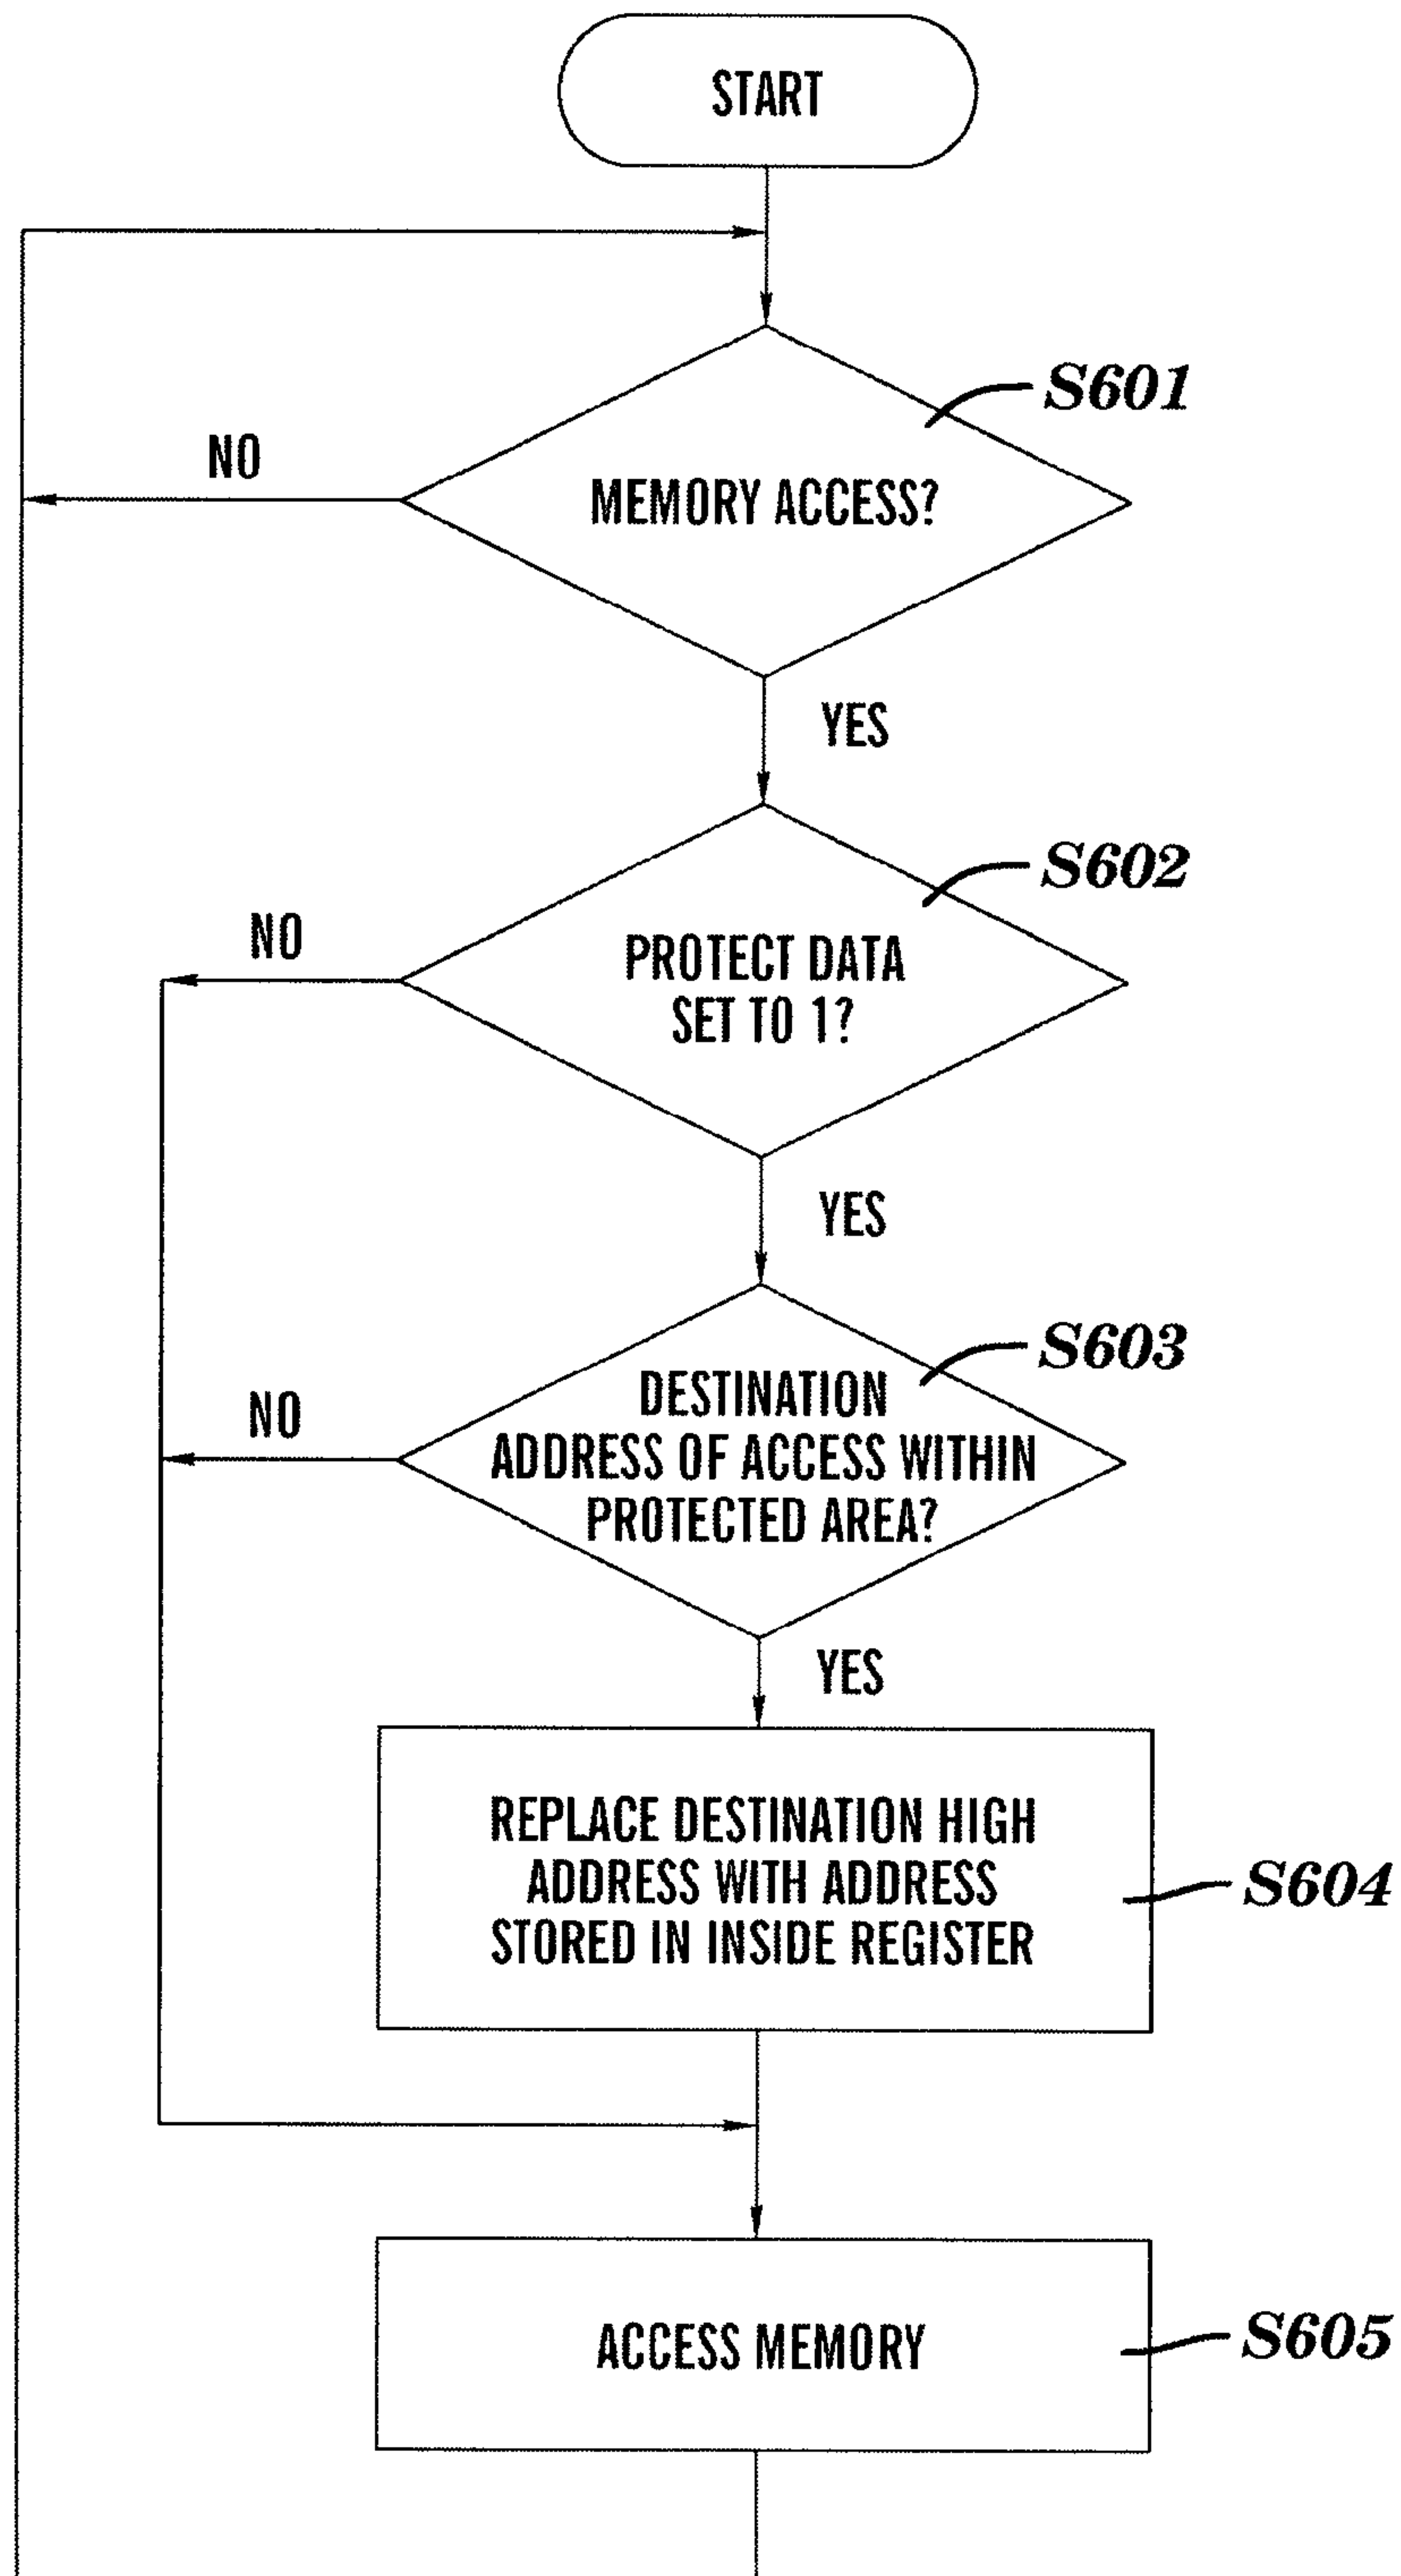 START
S601
NO
MEMORY ACCESS?
YES
S602
NO
PROTECT DATA
SET TO 1?
YES
S603
NO
DESTINATION
ADDRESS OF ACCESS WITHIN
PROTECTED AREA?
YES
REPLACE DESTINATION HIGH
ADDRESS WITH ADDRESS
STORED IN INSIDE REGISTER
S604
ACCESS MEMORY
S605